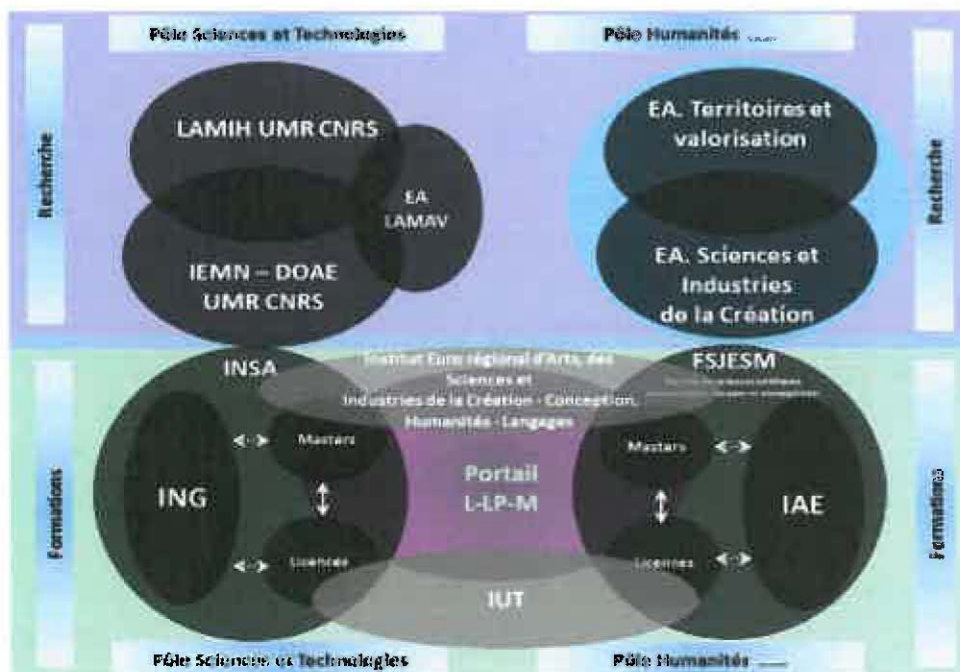 Pôle Sciences et Technologies
Pôle Humanités
Recherche
LAMIH UMR CNRS
EA
LAMAV
IEMN – DOAE
UMR CNRS
EA. Territoires et
valorisation
EA. Sciences et
Industries
de la Création
Recherche
Formations
INSA
ING
Masters
Licences
Institut Euro régional d'Arts, des
Sciences et
Industries de la Création - Conception,
Humanités - Langages
Portail
L-LP-M
IUT
FSJESM
Masters
Licences
IAE
Formations
Pôle Sciences et Technologies
Pôle Humanités